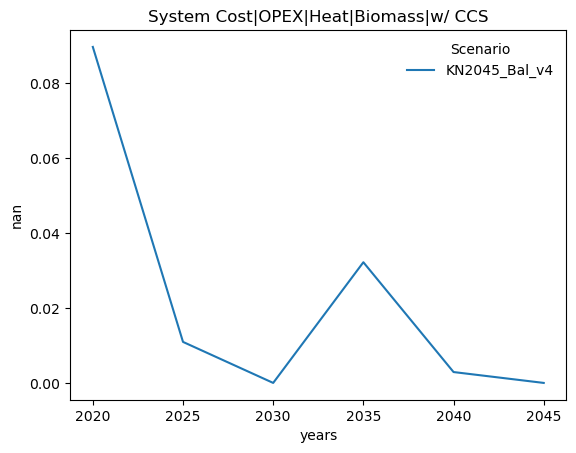 System Cost|OPEX|Heat|Biomass|w/ CCS
Scenario
KN2045_Bal_v4
0.08
0.06
0.04
0.02
0.00
nan
2020 2025 2030 2035 2040 2045
years